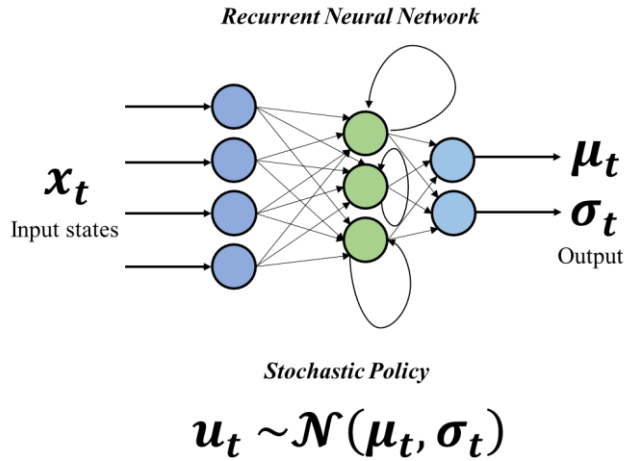 Recurrent Neural Network
x_t
Input states
μ_t
σ_t
Output
Stochastic Policy
u_t ~ 𝒩(μ_t, σ_t)